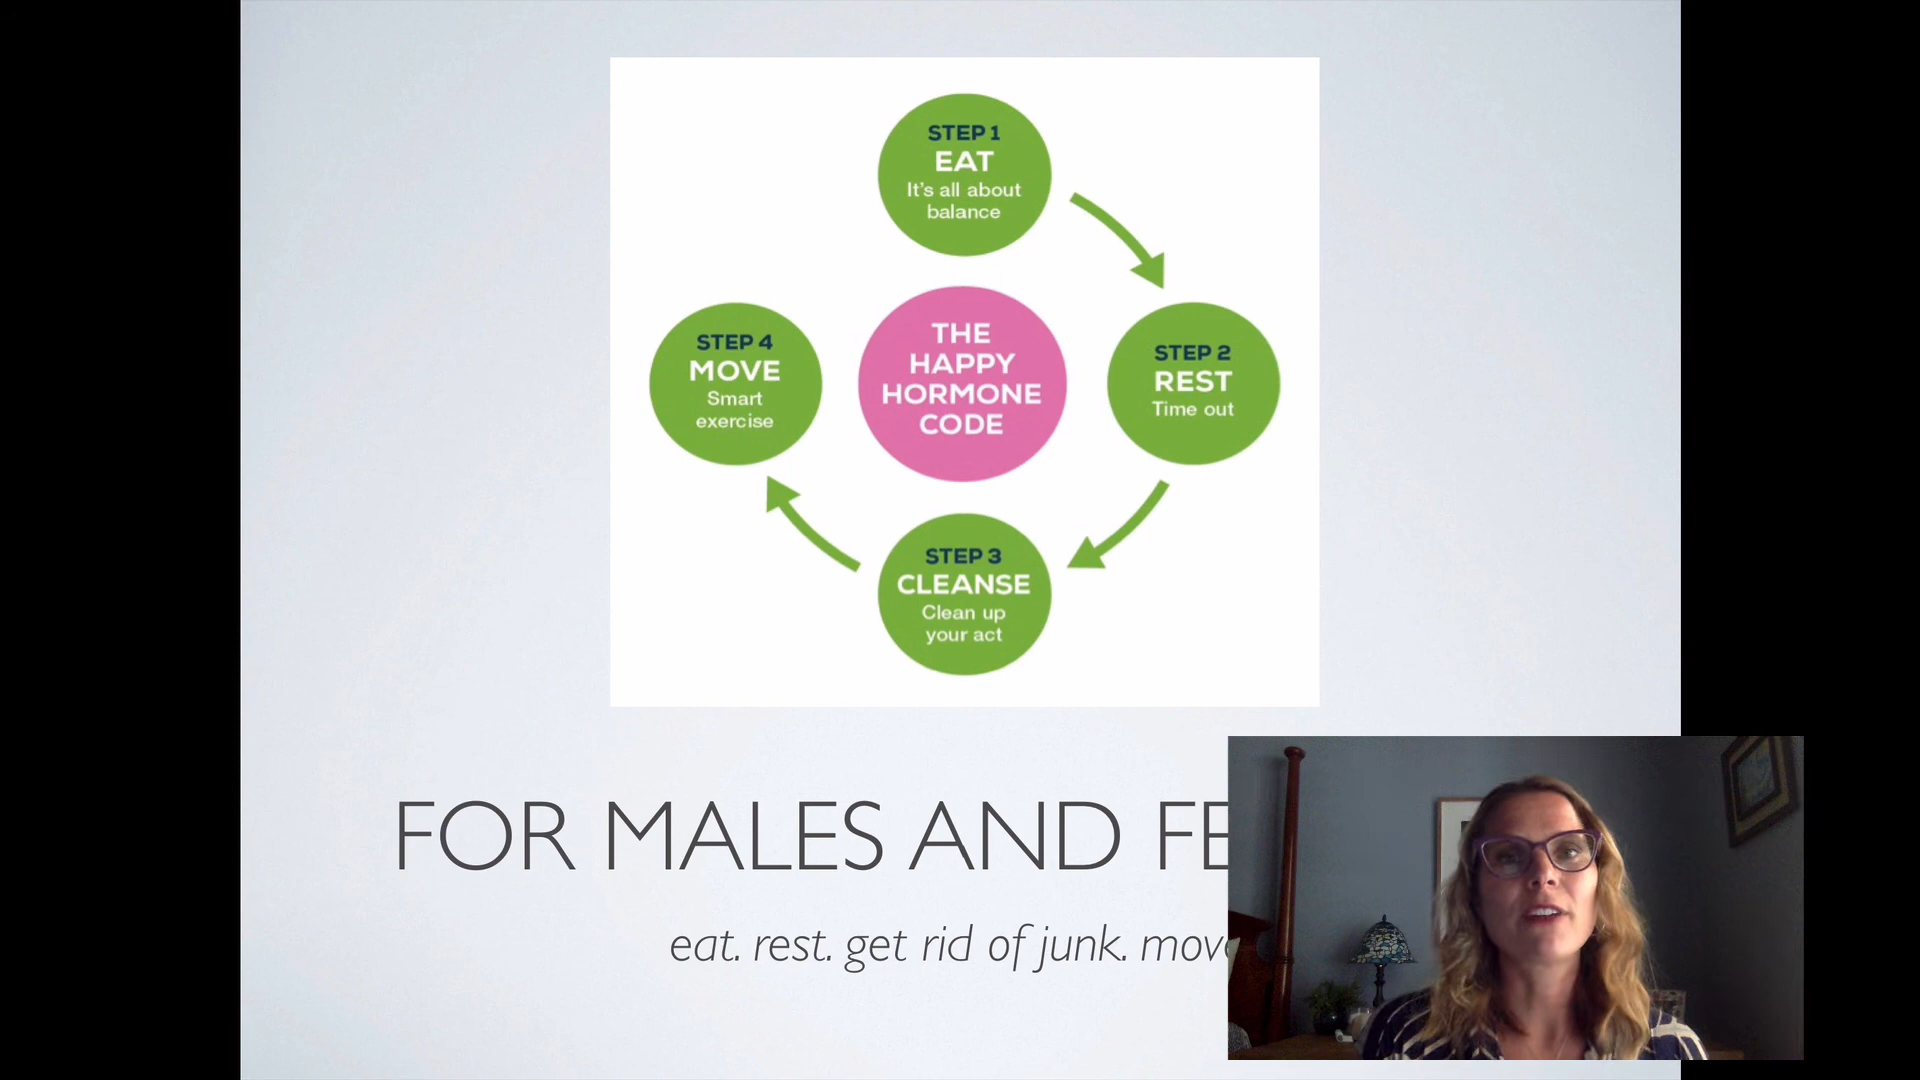 STEP 1
EAT
It's all about
balance
STEP 2
REST
Time out
STEP 3
CLEANSE
Clean up
your act
STEP 4
MOVE
Smart
exercise
THE
HAPPY
HORMONE
CODE
FOR MALES AND FE
eat. rest. get rid of junk. move